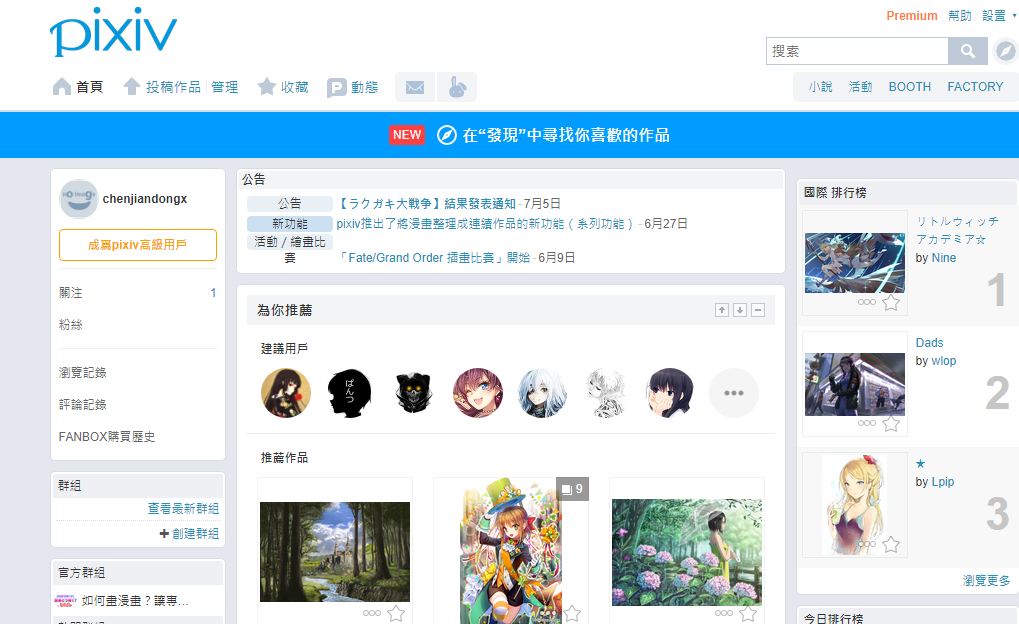 pixiv
Premium 幫助 設置
搜索
首頁 投稿作品 管理 收藏 動態
小說 活動 BOOTH FACTORY
NEW 在“發現”中尋找你喜歡的作品
chenjiandongx
成爲pixiv高級用戶
關注 1
粉絲
瀏覽記錄
評論記錄
FANBOX購買歷史
群組
查看最新群組
創建群組
官方群組
如何畫漫畫？讓專...
公告
公告 【ラクガキ大戦争】結果發表通知 - 7月5日
新功能 pixiv推出了將漫畫整理成連續作品的新功能（系列功能） - 6月27日
活動 / 繪畫比賽 「Fate/Grand Order 插畫比賽」開始 - 6月9日
為你推薦
建議用戶
ぱんつ
推薦作品
9
國際 排行榜
リトルウィッチ
アカデミア☆
by Nine
1
Dads
by wlop
2
★
by Lpip
3
瀏覽更多
今日排行榜